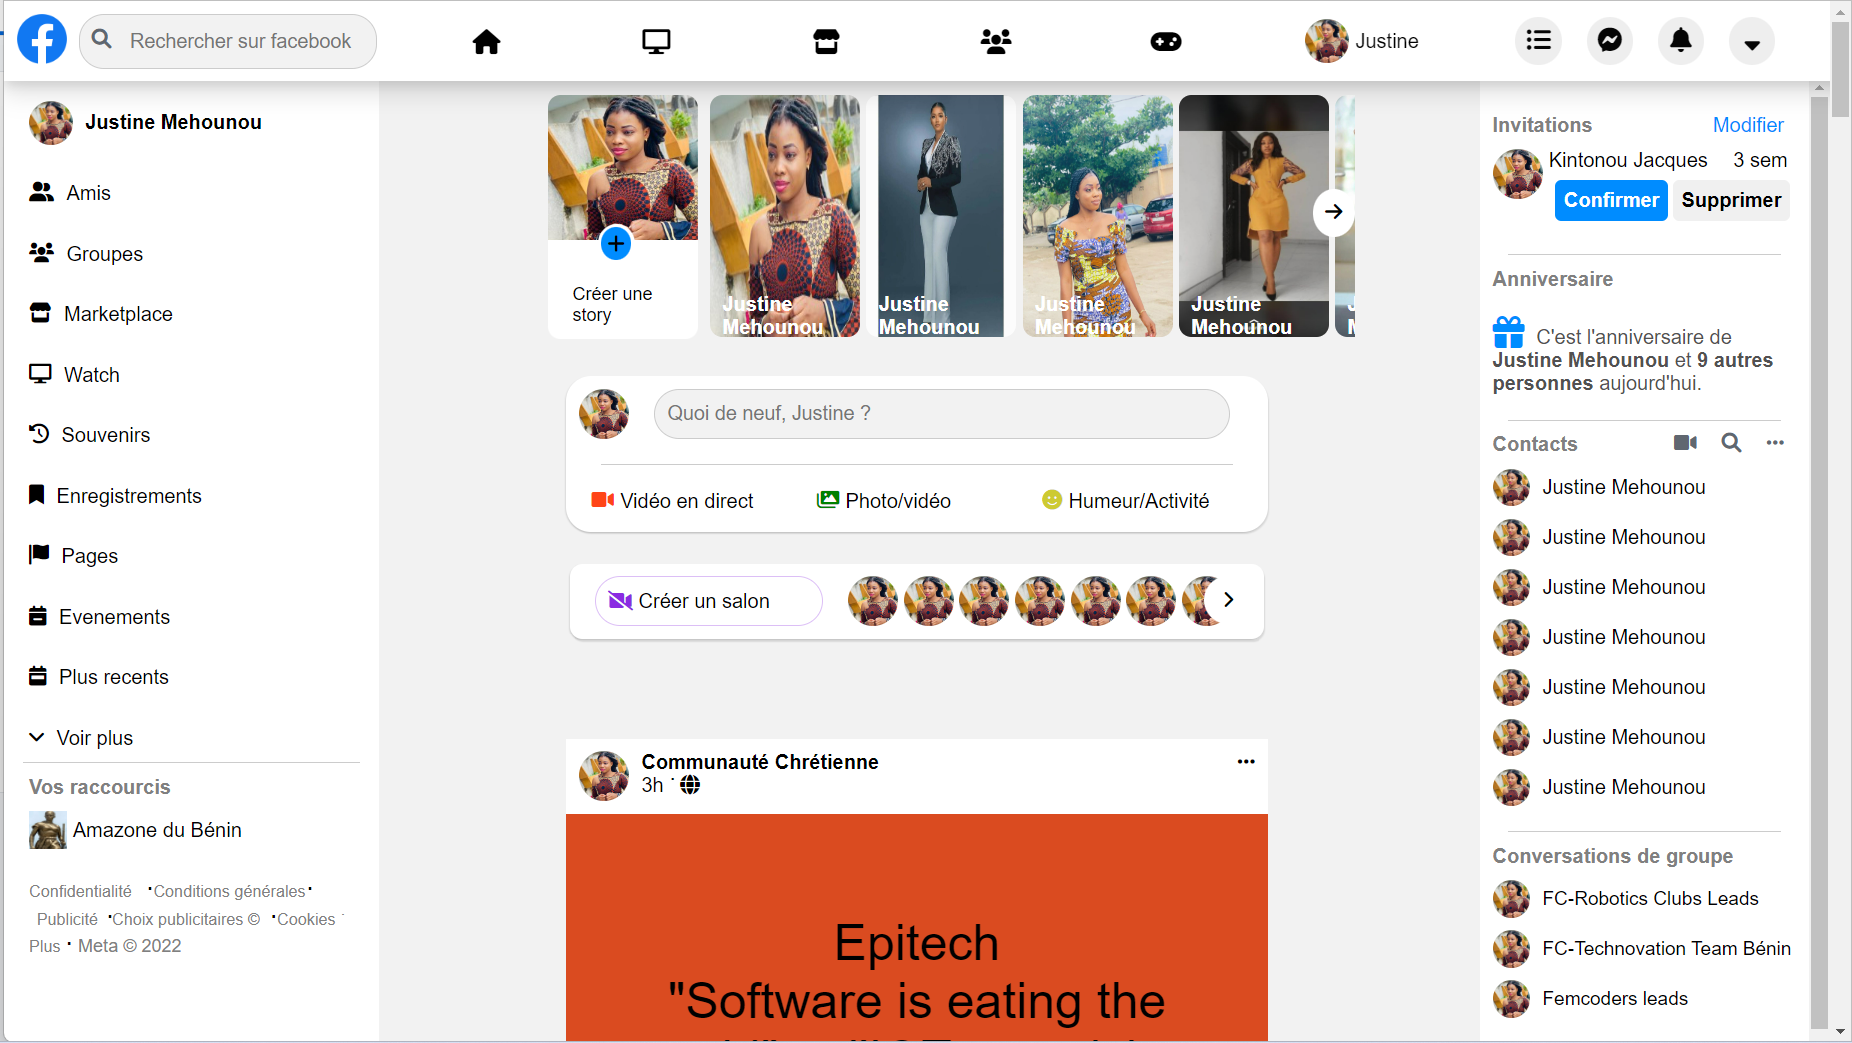 Rechercher sur facebook
Justine
Justine Mehounou
Amis
Groupes
Marketplace
Watch
Souvenirs
Enregistrements
Pages
Evenements
Plus recents
Voir plus
Vos raccourcis
Amazone du Bénin
Confidentialité · Conditions générales ·
Publicité · Choix publicitaires © · Cookies ·
Plus · Meta © 2022
Créer une
story
Justine
Mehounou
Justine
Mehounou
Justine
Mehounou
Justine
Mehounou
Quoi de neuf, Justine ?
Vidéo en direct
Photo/vidéo
Humeur/Activité
Créer un salon
Communauté Chrétienne
3h ·
Epitech
"Software is eating the
Invitations
Modifier
Kintonou Jacques 3 sem
Confirmer
Supprimer
Anniversaire
C'est l'anniversaire de
Justine Mehounou et 9 autres
personnes aujourd'hui.
Contacts
Justine Mehounou
Justine Mehounou
Justine Mehounou
Justine Mehounou
Justine Mehounou
Justine Mehounou
Justine Mehounou
Conversations de groupe
FC-Robotics Clubs Leads
FC-Technovation Team Bénin
Femcoders leads